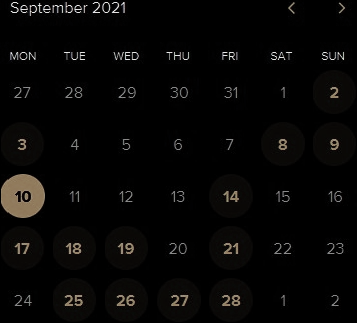 September 2021
MON TUE WED THU FRI SAT SUN
27 28 29 30 31 1 2
3 4 5 6 7 8 9
10 11 12 13 14 15 16
17 18 19 20 21 22 23
24 25 26 27 28 1 2